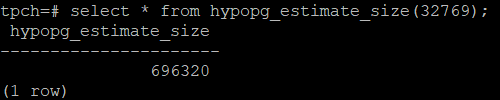 tpch=# select * from hypopg_estimate_size(32769);
hypopg_estimate_size
----------------------
696320
(1 row)